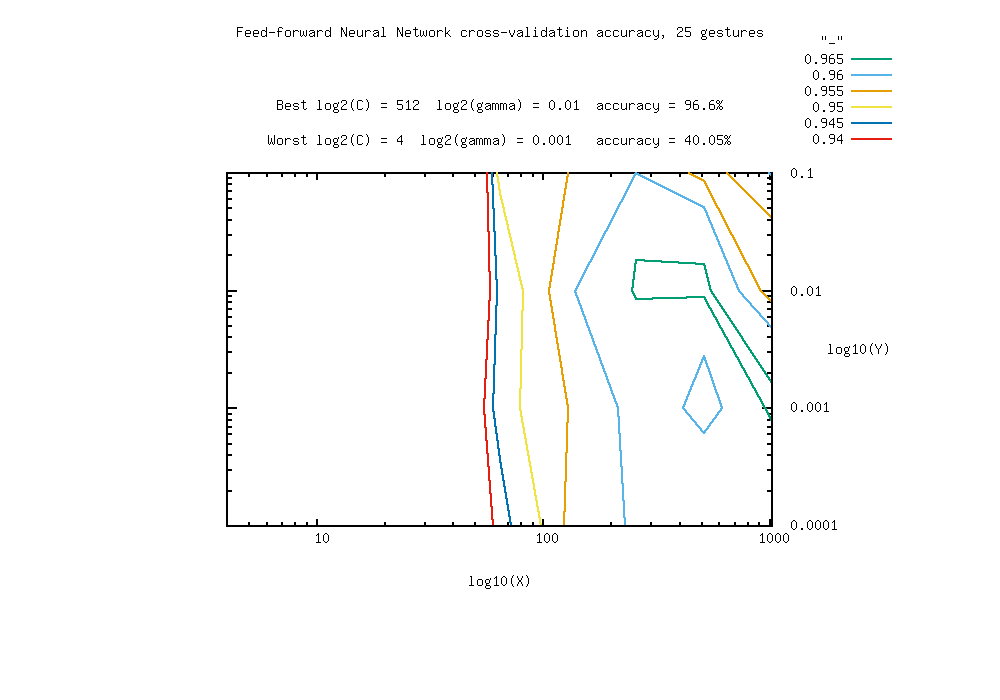 Feed-forward Neural Network cross-validation accuracy, 25 gestures
"_"
0.965
0.96
0.955
0.95
0.945
0.94
Best log2(C) = 512  log2(gamma) = 0.01  accuracy = 96.6%
Worst log2(C) = 4  log2(gamma) = 0.001   accuracy = 40.05%
0.1
0.01
log10(Y)
0.001
0.0001
10
100
1000
log10(X)